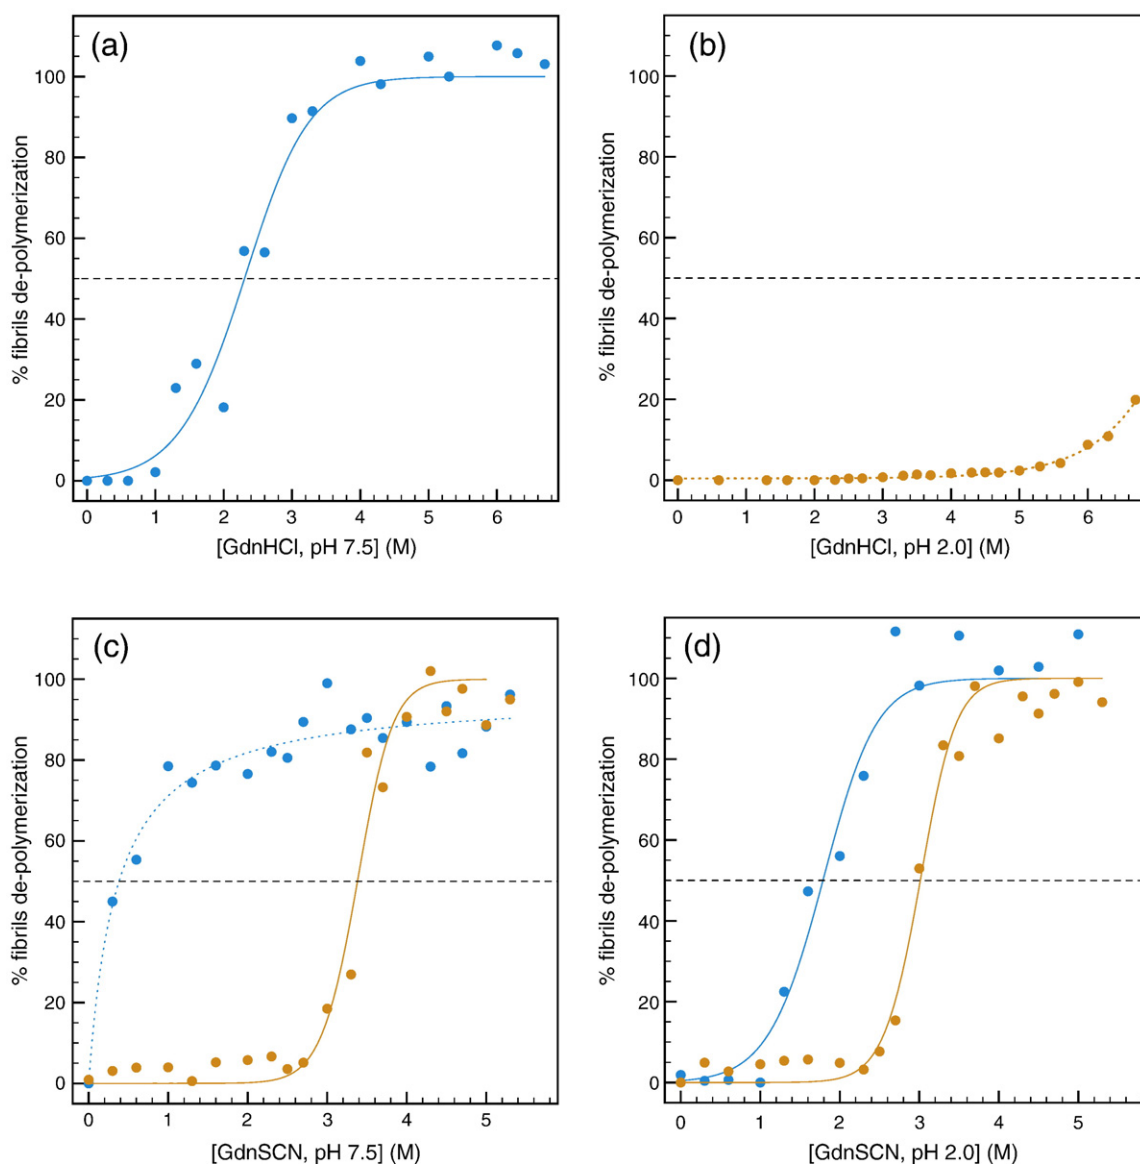 (a)
% fibrils de-polymerization
100
80
60
40
20
0
0 1 2 3 4 5 6
[GdnHCl, pH 7.5] (M)
(b)
% fibrils de-polymerization
100
80
60
40
20
0
0 1 2 3 4 5 6
[GdnHCl, pH 2.0] (M)
(c)
% fibrils de-polymerization
100
80
60
40
20
0
0 1 2 3 4 5
[GdnSCN, pH 7.5] (M)
(d)
% fibrils de-polymerization
100
80
60
40
20
0
0 1 2 3 4 5
[GdnSCN, pH 2.0] (M)